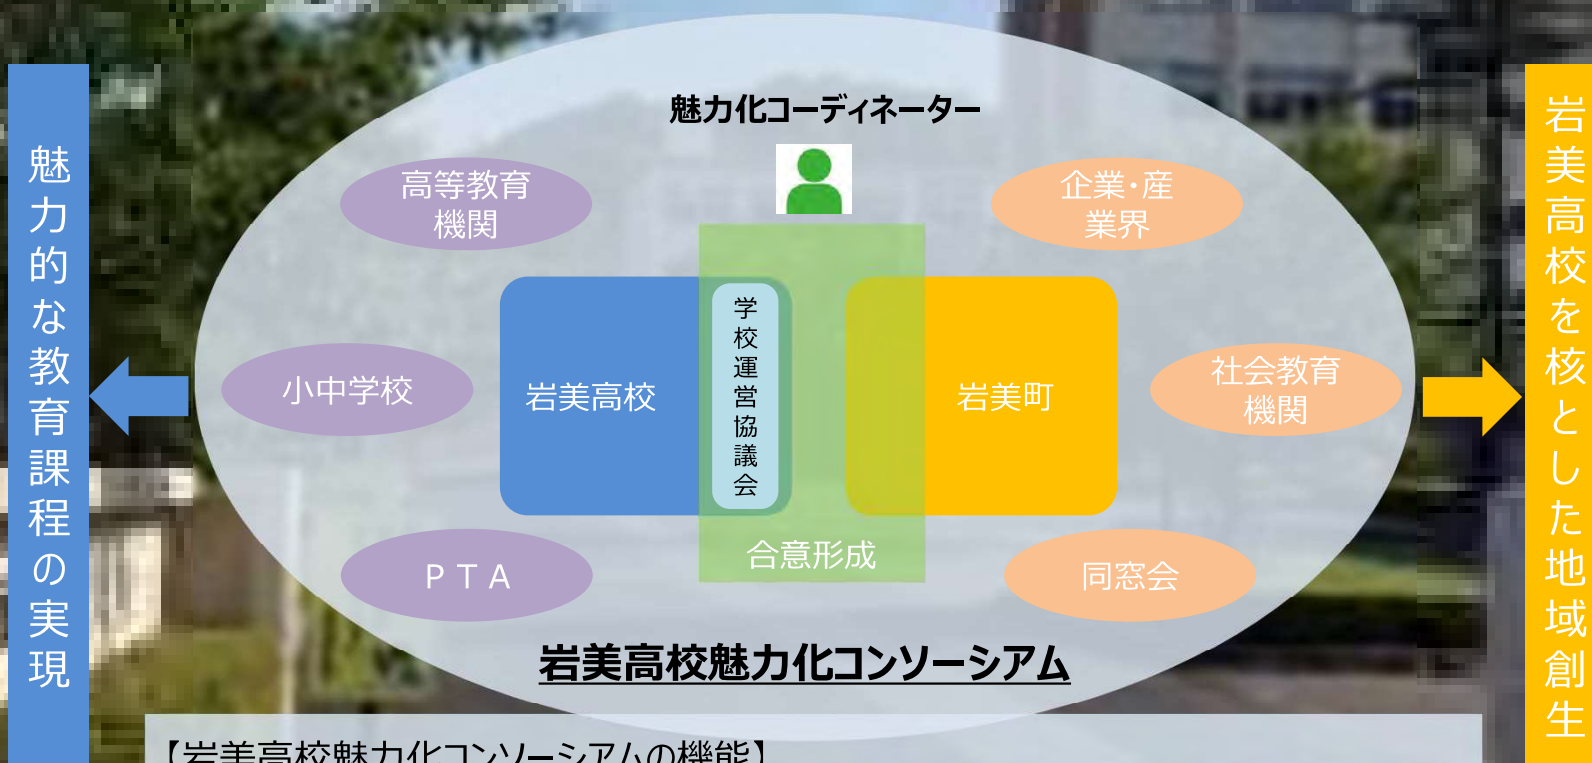 魅力的な教育課程の実現
魅力化コーディネーター
高等教育
機関
企業・産
業界
小中学校
岩美高校
学校運営協議会
岩美町
社会教育
機関
PTA
合意形成
同窓会
岩美高校魅力化コンソーシアム
岩美高校を核とした地域創生
【岩美高校魅力化コンソーシアムの機能】